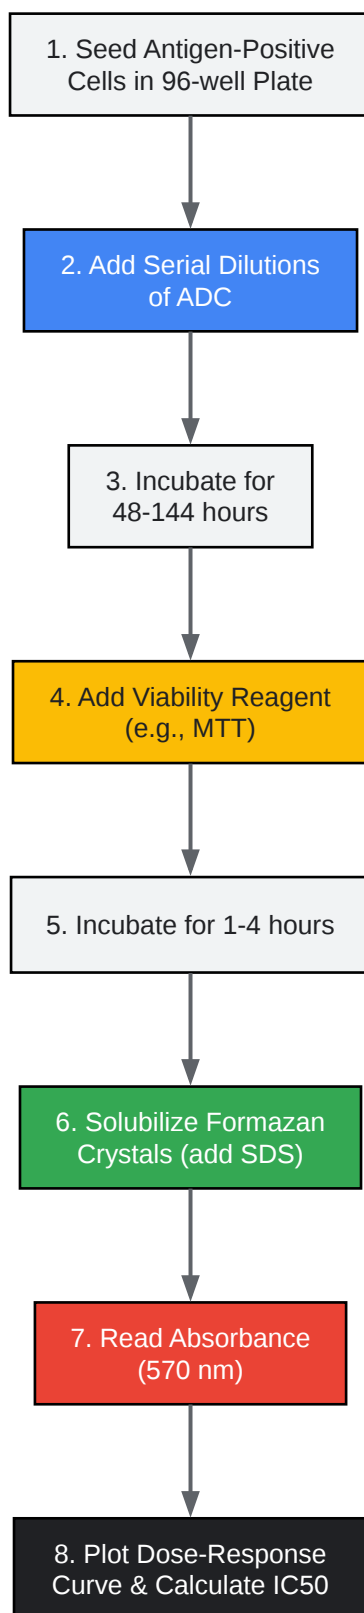 1. Seed Antigen-Positive
Cells in 96-well Plate
2. Add Serial Dilutions
of ADC
3. Incubate for
48-144 hours
4. Add Viability Reagent
(e.g., MTT)
5. Incubate for 1-4 hours
6. Solubilize Formazan
Crystals (add SDS)
7. Read Absorbance
(570 nm)
8. Plot Dose-Response
Curve & Calculate IC50